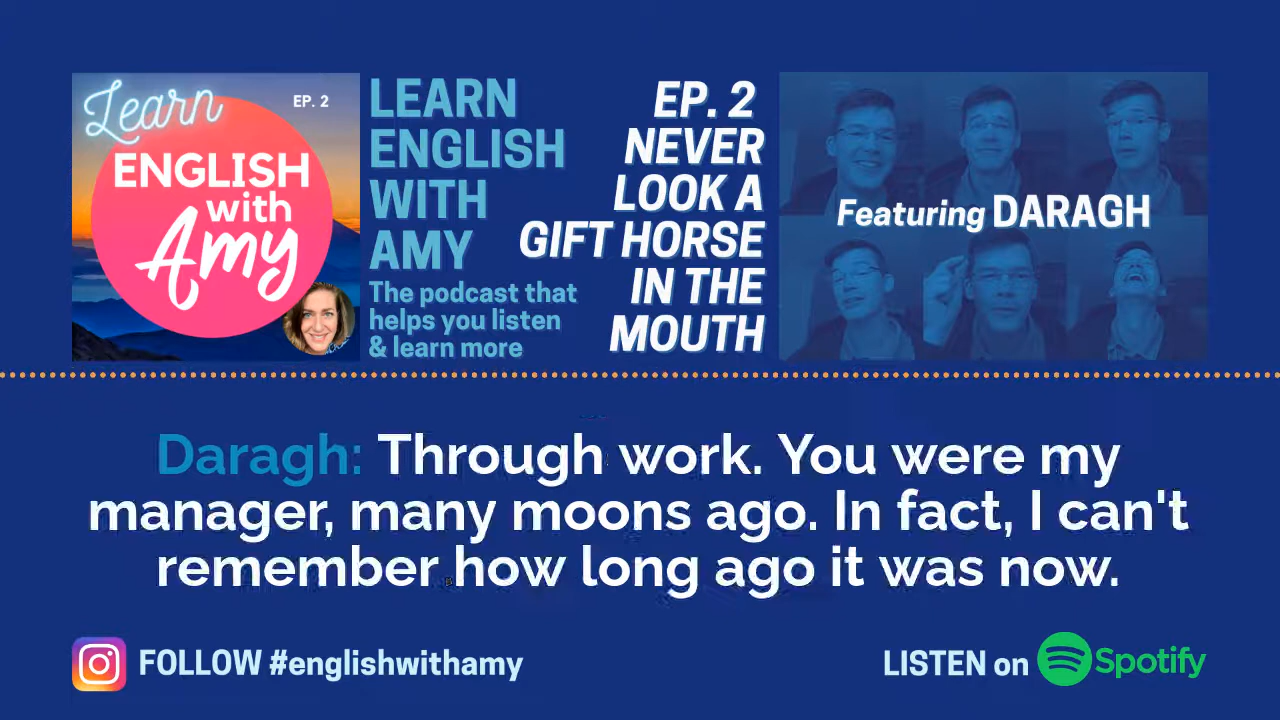 Learn
EP. 2
ENGLISH
with
Amy
LEARN
ENGLISH
WITH
AMY
The podcast that
helps you listen
& learn more
EP. 2
NEVER
LOOK A
GIFT HORSE
IN THE
MOUTH
Featuring DARAGH
Daragh: Through work. You were my
manager, many moons ago. In fact, I can't
remember how long ago it was now.
FOLLOW #englishwithamy
LISTEN on Spotify